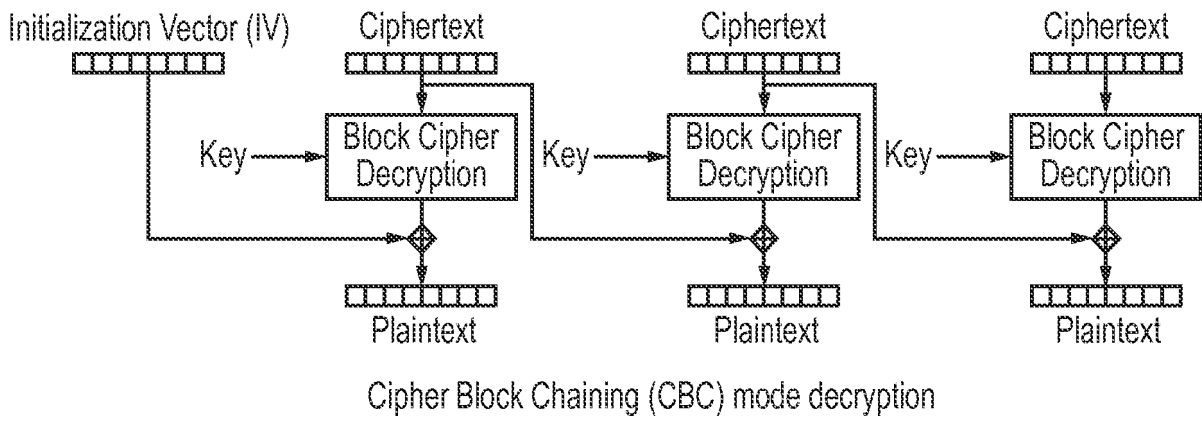 Initialization Vector (IV)
Ciphertext
Ciphertext
Ciphertext
Key
Block Cipher
Decryption
Key
Block Cipher
Decryption
Key
Block Cipher
Decryption
Plaintext
Plaintext
Plaintext
Cipher Block Chaining (CBC) mode decryption